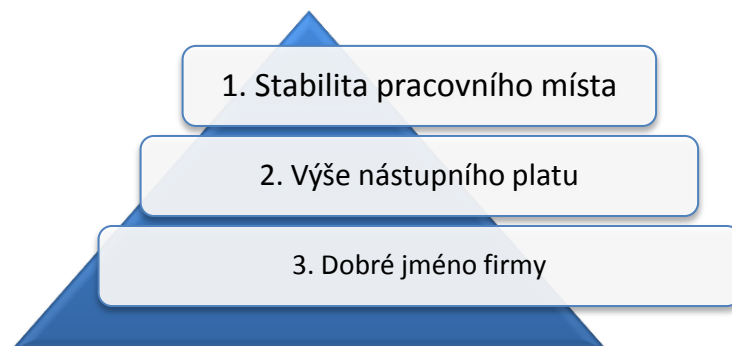 1. Stabilita pracovního místa
2. Výše nástupního platu
3. Dobré jméno firmy